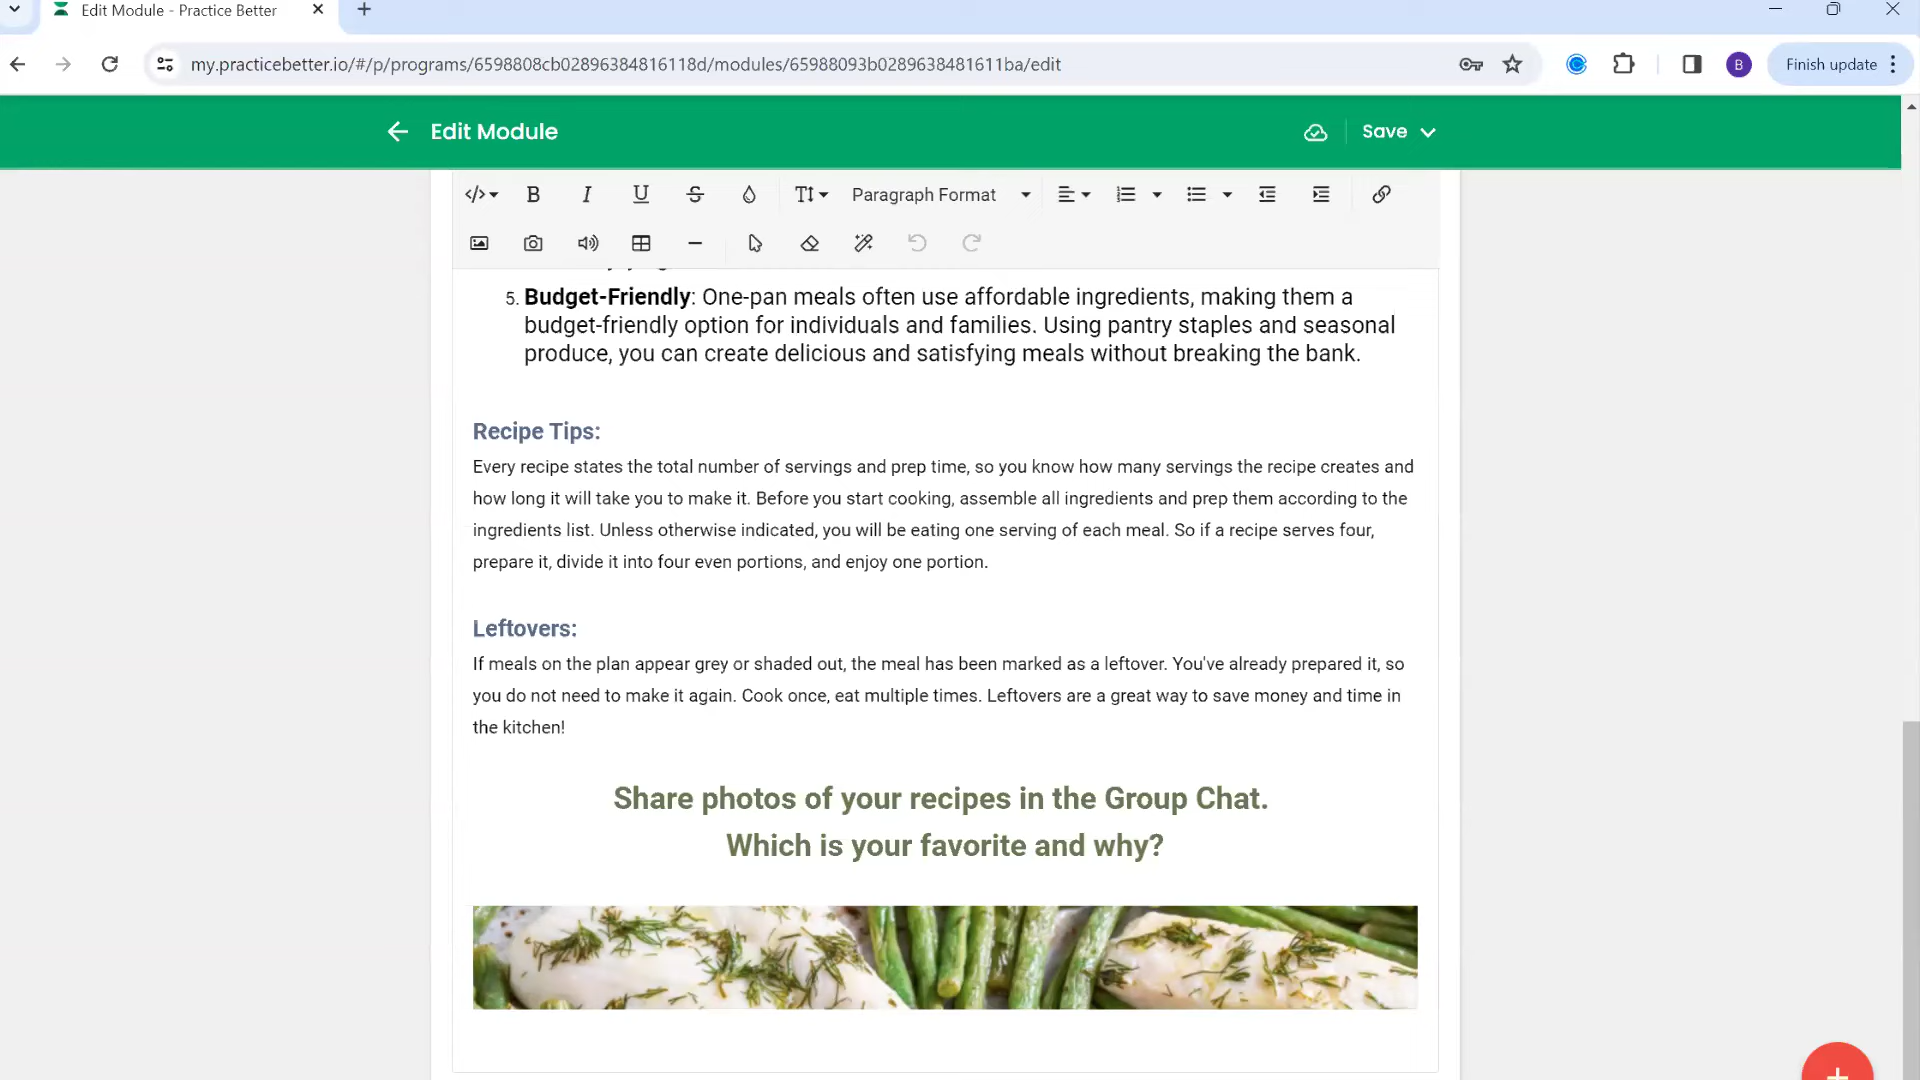 Edit Module - Practice Better
my.practicebetter.io/#/p/programs/6598808cb02896384816118d/modules/65988093b0289638481611ba/edit
B
Finish update
Edit Module
Save
Paragraph Format
5. Budget-Friendly: One-pan meals often use affordable ingredients, making them a
budget-friendly option for individuals and families. Using pantry staples and seasonal
produce, you can create delicious and satisfying meals without breaking the bank.
Recipe Tips:
Every recipe states the total number of servings and prep time, so you know how many servings the recipe creates and
how long it will take you to make it. Before you start cooking, assemble all ingredients and prep them according to the
ingredients list. Unless otherwise indicated, you will be eating one serving of each meal. So if a recipe serves four,
prepare it, divide it into four even portions, and enjoy one portion.
Leftovers:
If meals on the plan appear grey or shaded out, the meal has been marked as a leftover. You've already prepared it, so
you do not need to make it again. Cook once, eat multiple times. Leftovers are a great way to save money and time in
the kitchen!
Share photos of your recipes in the Group Chat.
Which is your favorite and why?